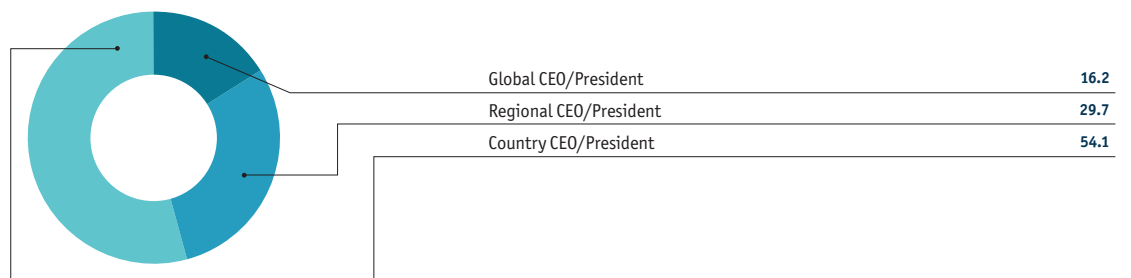 Global CEO/President 16.2
Regional CEO/President 29.7
Country CEO/President 54.1